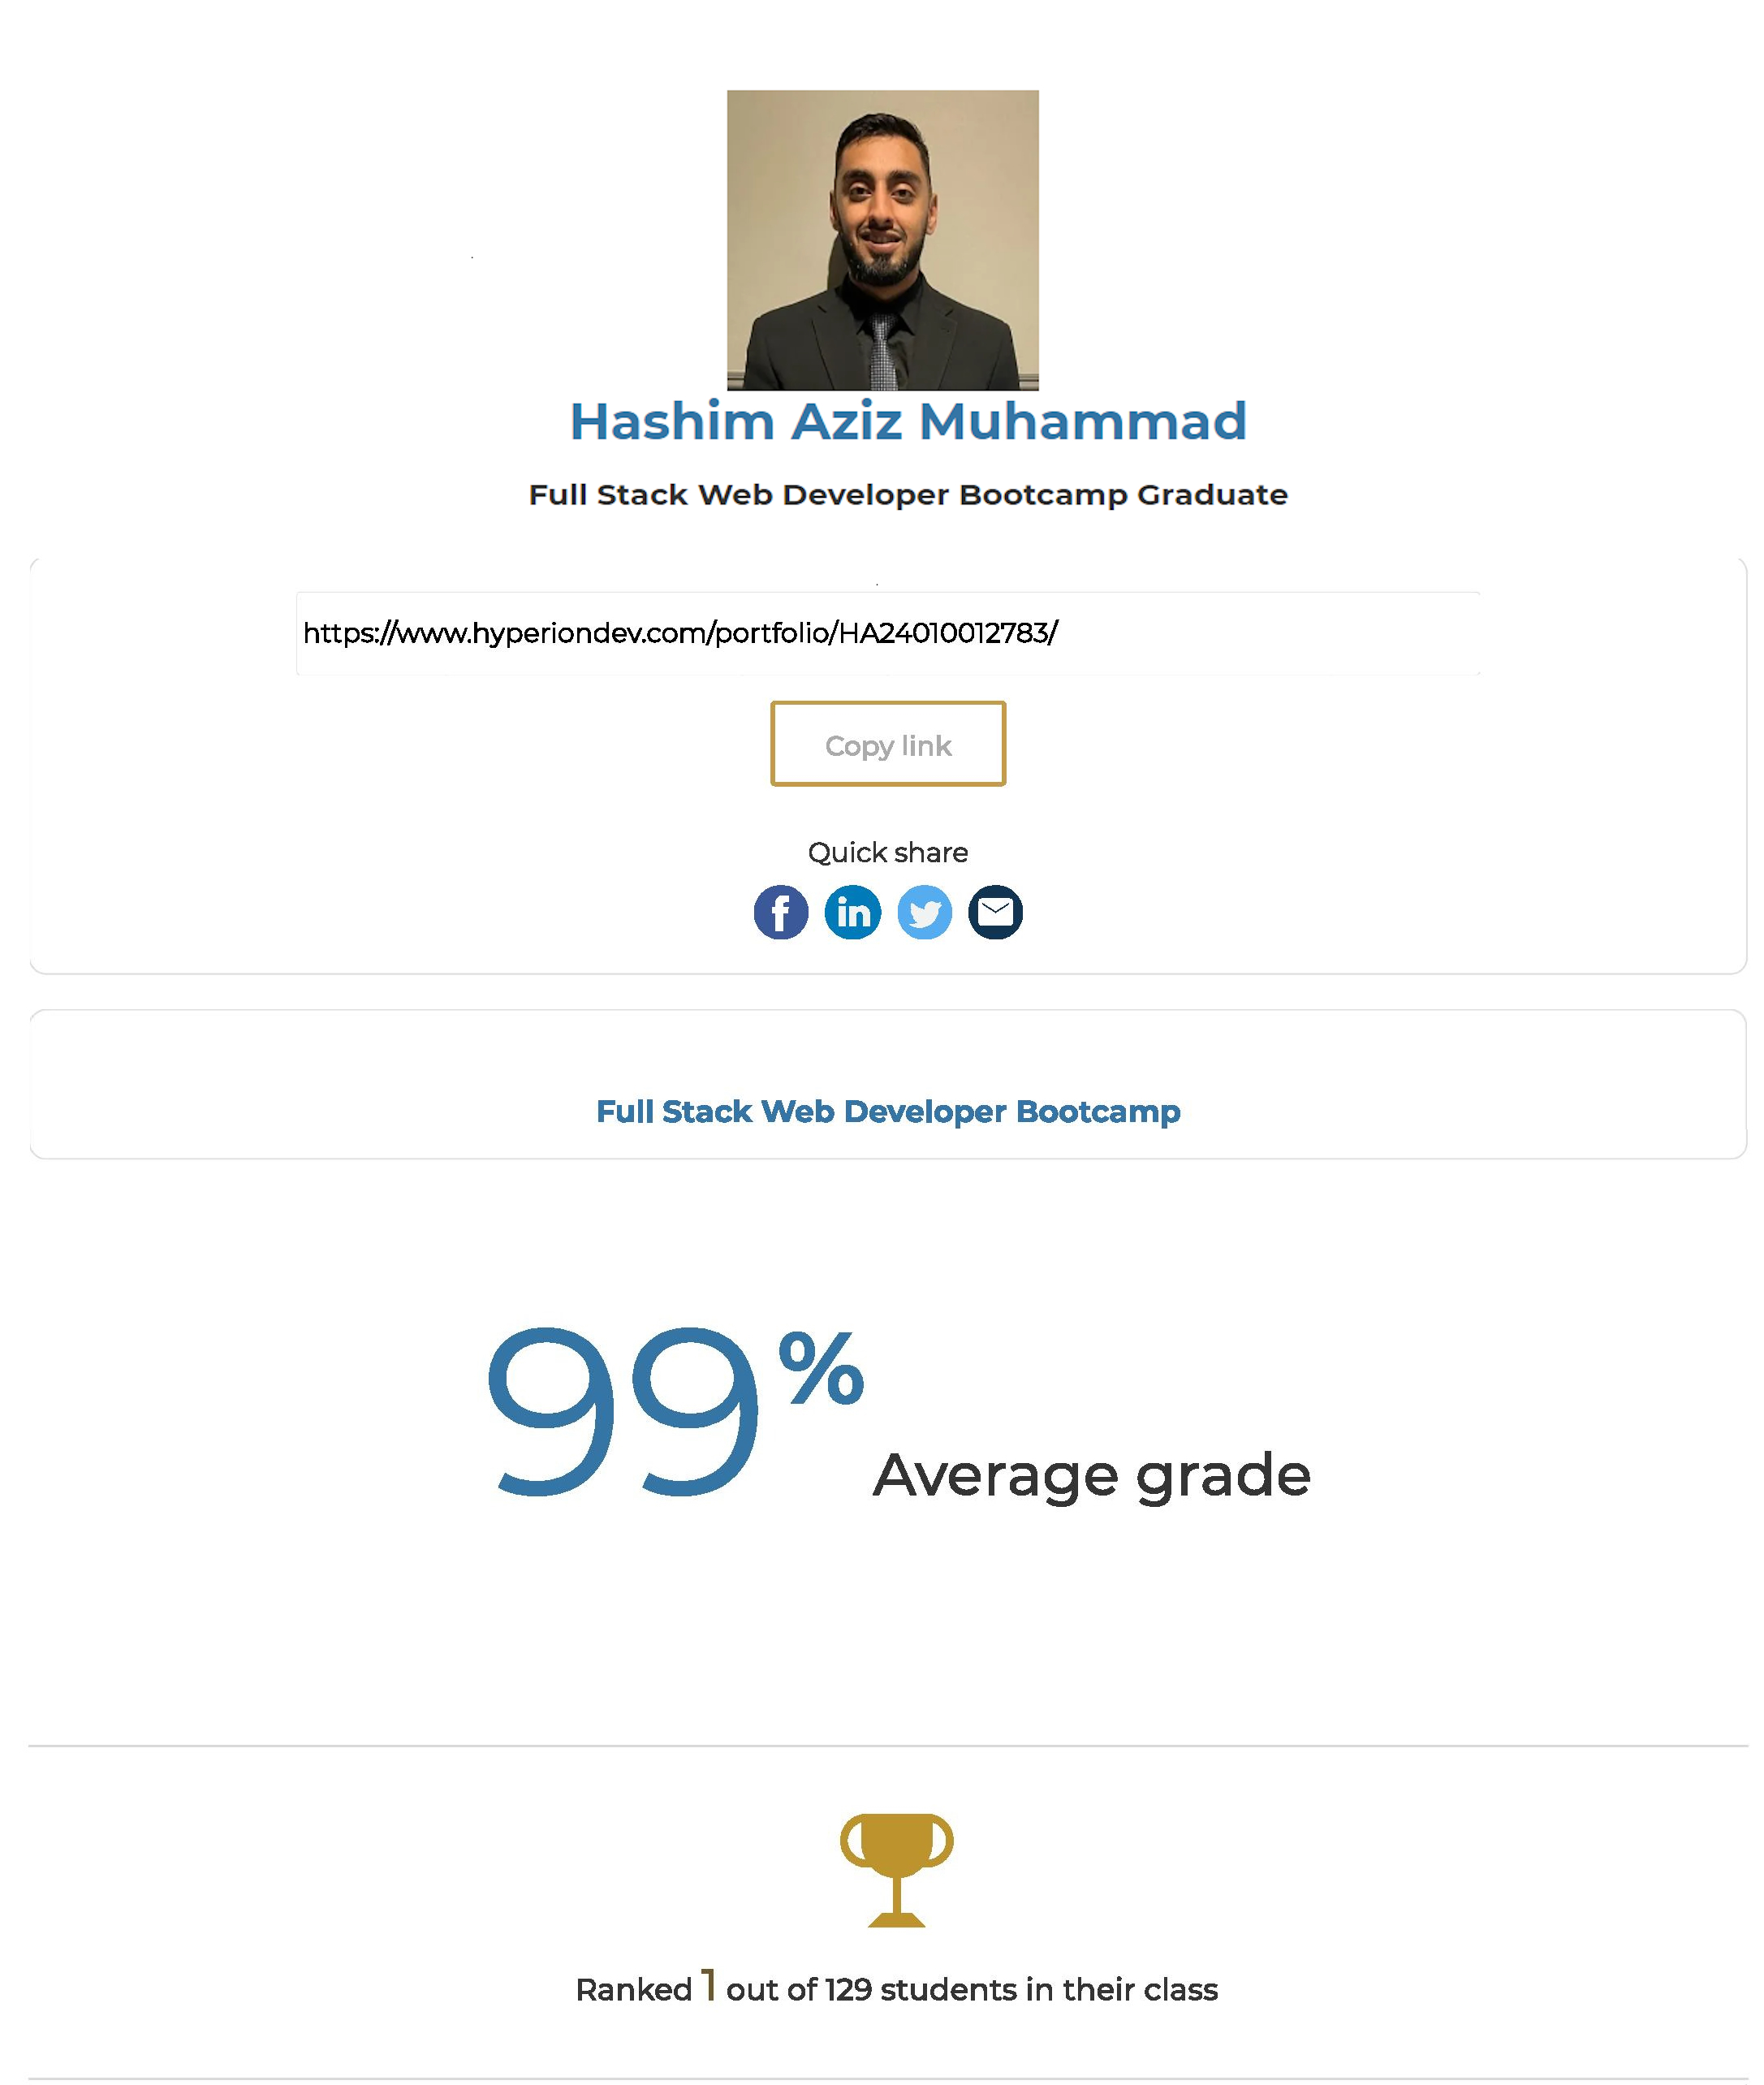 Hashim Aziz Muhammad
Full Stack Web Developer Bootcamp Graduate
https://www.hyperiondev.com/portfolio/HA24010012783/
Copy link
Quick share
Full Stack Web Developer Bootcamp
99% Average grade
Ranked 1 out of 129 students in their class